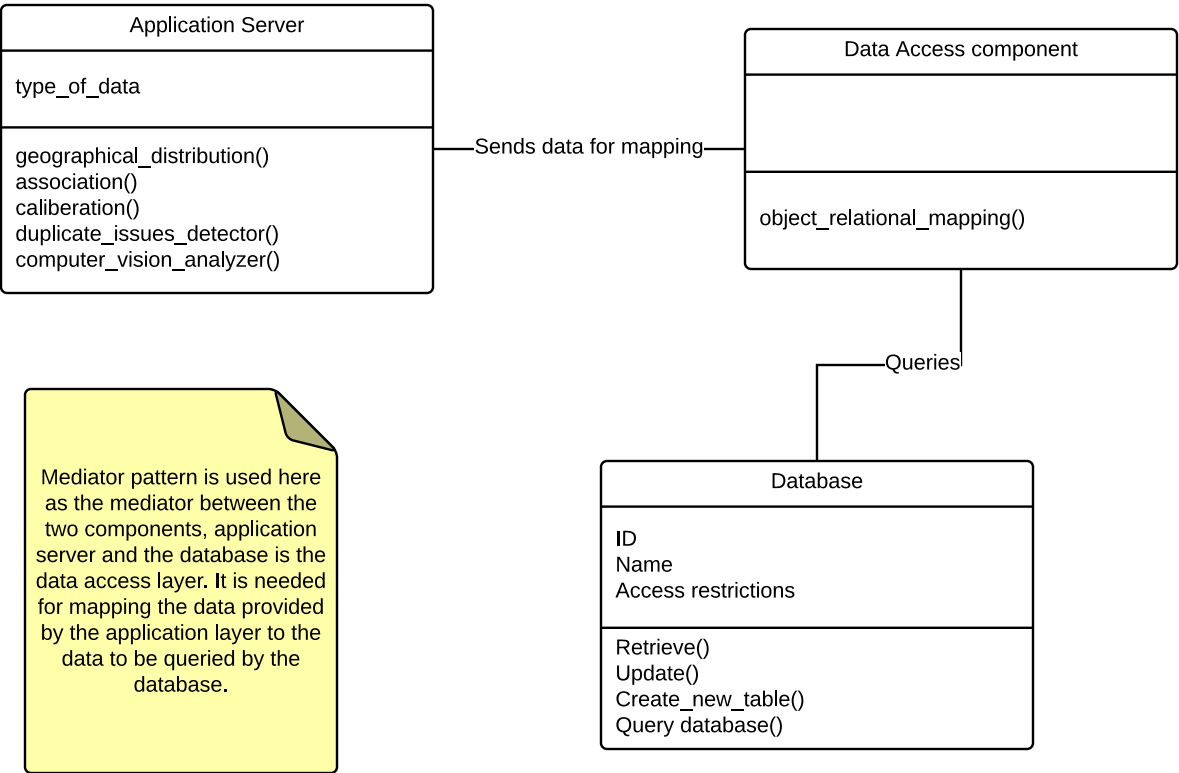 Application Server
type_of_data
geographical_distribution()
association()
caliberation()
duplicate_issues_detector()
computer_vision_analyzer()
Sends data for mapping
Data Access component
object_relational_mapping()
Queries
Database
ID
Name
Access restrictions
Retrieve()
Update()
Create_new_table()
Query database()
Mediator pattern is used here
as the mediator between the
two components, application
server and the database is the
data access layer. It is needed
for mapping the data provided
by the application layer to the
data to be queried by the
database.